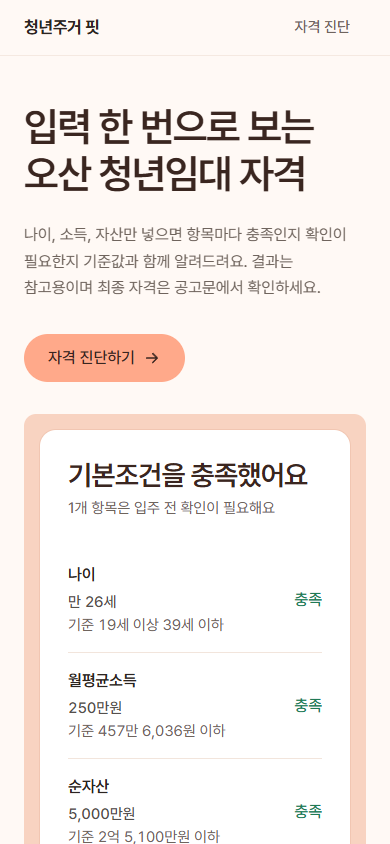 청년주거 핏
자격 진단
입력 한 번으로 보는
오산 청년임대 자격
나이, 소득, 자산만 넣으면 항목마다 충족인지 확인이
필요한지 기준값과 함께 알려드려요. 결과는
참고용이며 최종 자격은 공고문에서 확인하세요.
자격 진단하기 →
기본조건을 충족했어요
1개 항목은 입주 전 확인이 필요해요
나이
만 26세
충족
기준 19세 이상 39세 이하
월평균소득
250만원
충족
기준 457만 6,036원 이하
순자산
5,000만원
충족
기준 2억 5,100만원 이하